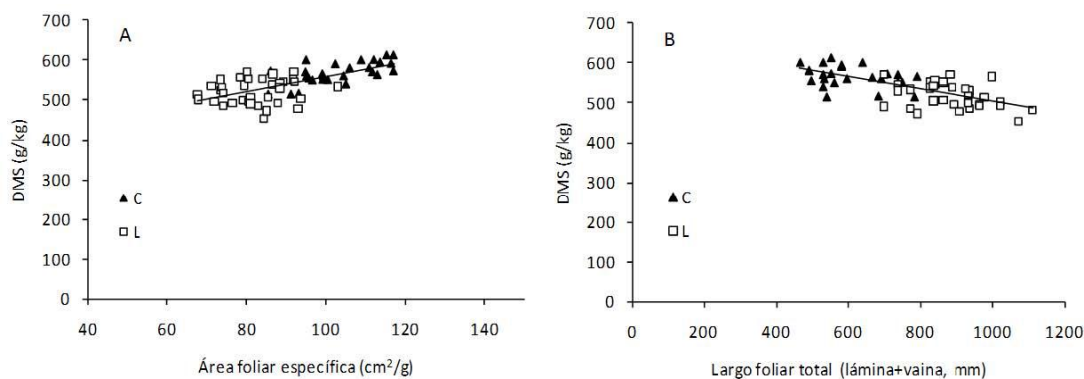 A
DMS (g/kg)
700
600
500
400
300
200
100
0
C
L
40
60
80
100
120
140
Área foliar específica (cm²/g)
B
DMS (g/kg)
700
600
500
400
300
200
100
0
C
L
0
200
400
600
800
1000
1200
Largo foliar total (lámina+vaina, mm)